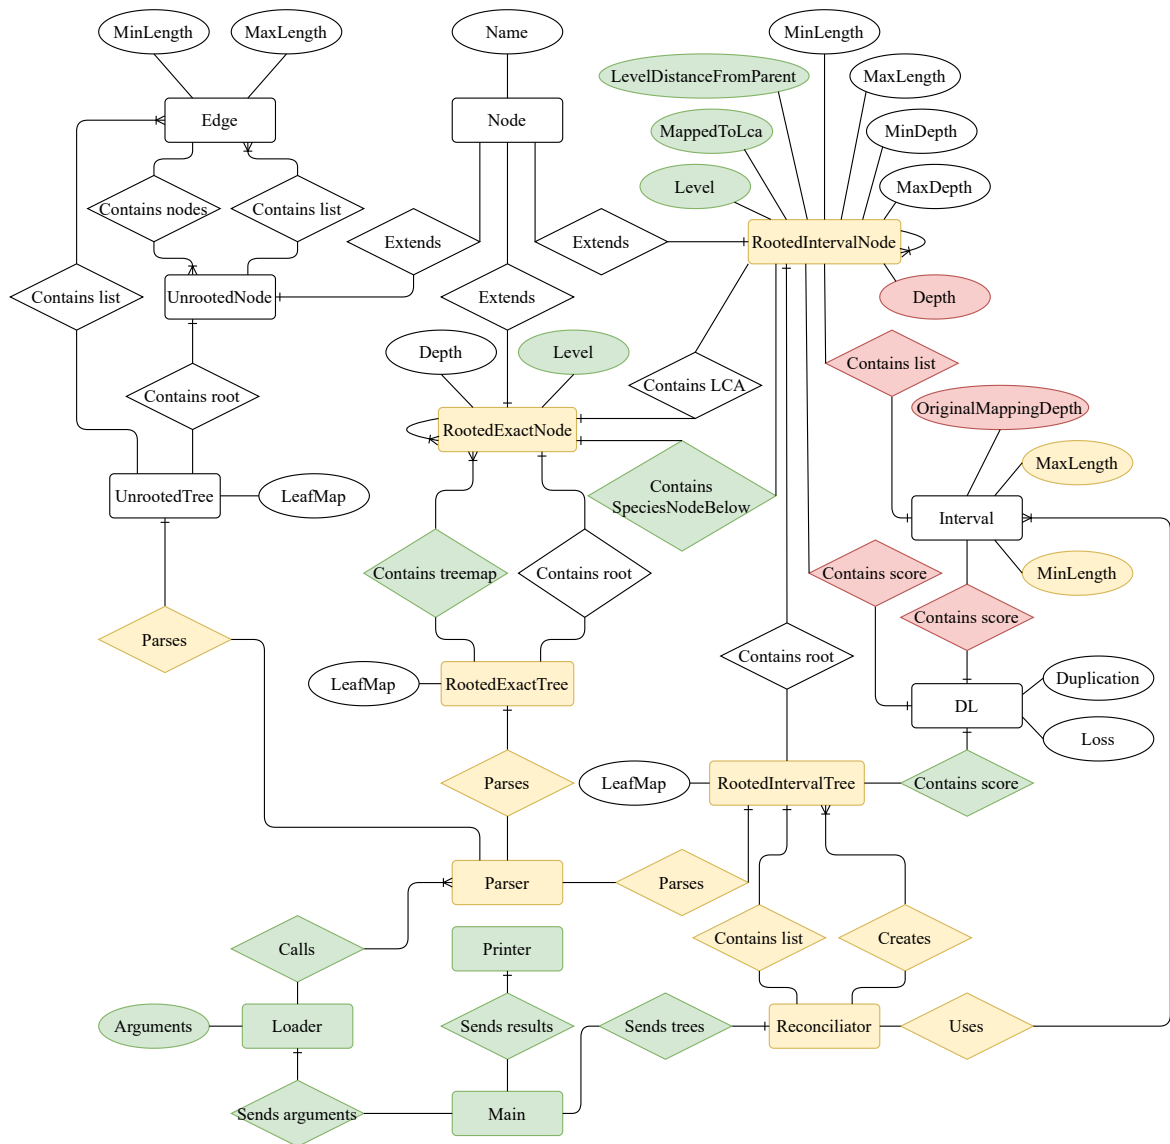 MinLength
MaxLength
Name
MinLength
LevelDistanceFromParent
MaxLength
Edge
Node
MappedToLca
MinDepth
Level
MaxDepth
Contains nodes
Contains list
Extends
Extends
RootedIntervalNode
Contains list
UnrootedNode
Extends
Depth
Depth
Level
Contains list
Contains root
Contains LCA
OriginalMappingDepth
RootedExactNode
MaxLength
UnrootedTree
LeafMap
Contains
SpeciesNodeBelow
Interval
Contains treemap
Contains root
Contains score
MinLength
Contains score
Parses
Contains root
LeafMap
RootedExactTree
Duplication
DL
Loss
Parses
LeafMap
RootedIntervalTree
Contains score
Parser
Parses
Calls
Printer
Contains list
Creates
Arguments
Loader
Sends results
Sends trees
Reconciliator
Uses
Sends arguments
Main